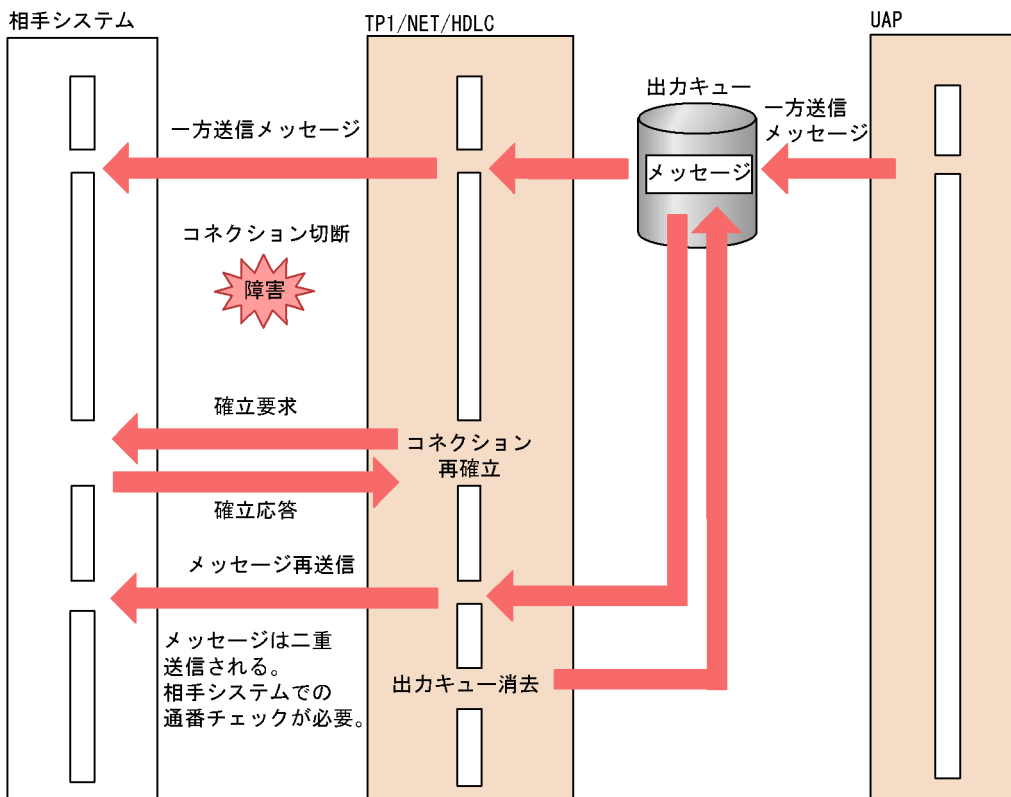 相手システム
TP1/NET/HDLC
UAP
出力キュー
一方送信
メッセージ
一方送信メッセージ
メッセージ
コネクション切断
障害
確立要求
コネクション
再確立
確立応答
メッセージ再送信
メッセージは二重
送信される。
相手システムでの
通番チェックが必要。
出力キュー消去